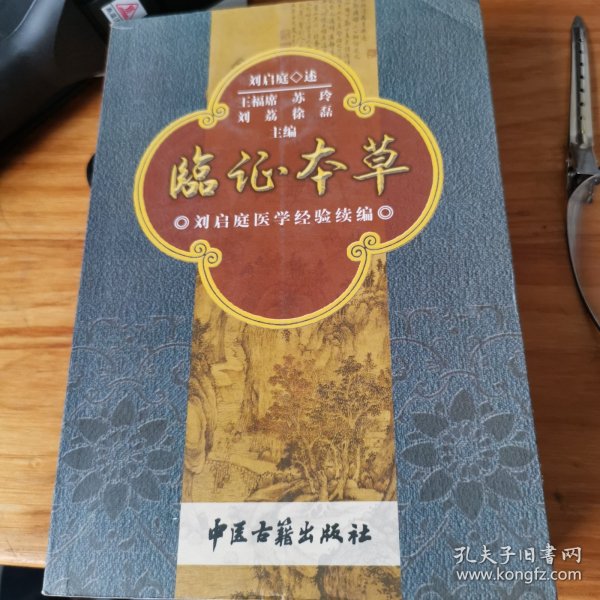 刘启庭◇述
王福席 苏玲
刘荔 徐磊
主编
臨证本草
◎刘启庭医学经验续编◎
中医古籍出版社
孔夫子旧书网
www.kongfz.com